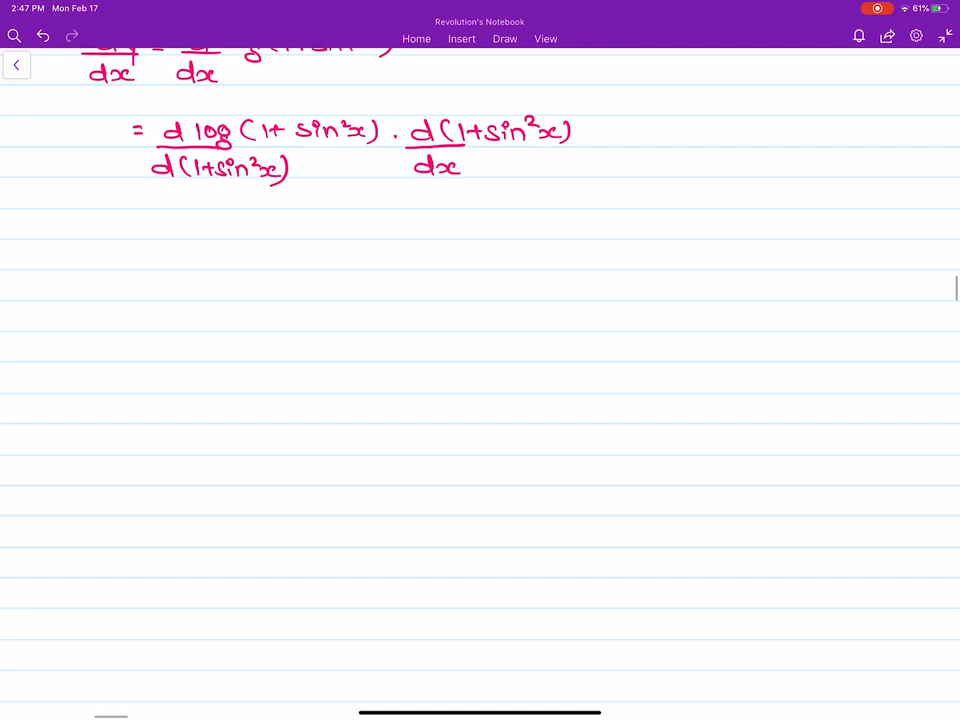 2:47 PM Mon Feb 17
61%
Revolution's Notebook
Home Insert Draw View
dx dx
= d log (1+ sin²x) . d(1+sin²x)
d(1+sin²x) dx